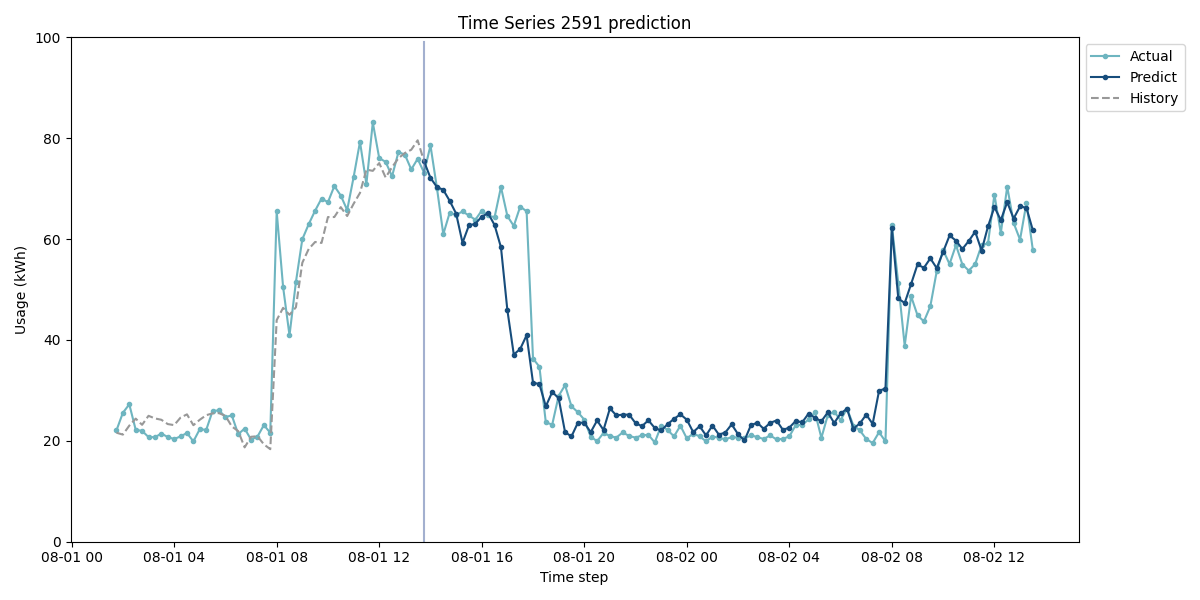 Time Series 2591 prediction
100
80
60
40
20
0
Usage (kWh)
08-01 00
08-01 04
08-01 08
08-01 12
08-01 16
08-01 20
08-02 00
08-02 04
08-02 08
08-02 12
Time step
Actual
Predict
History